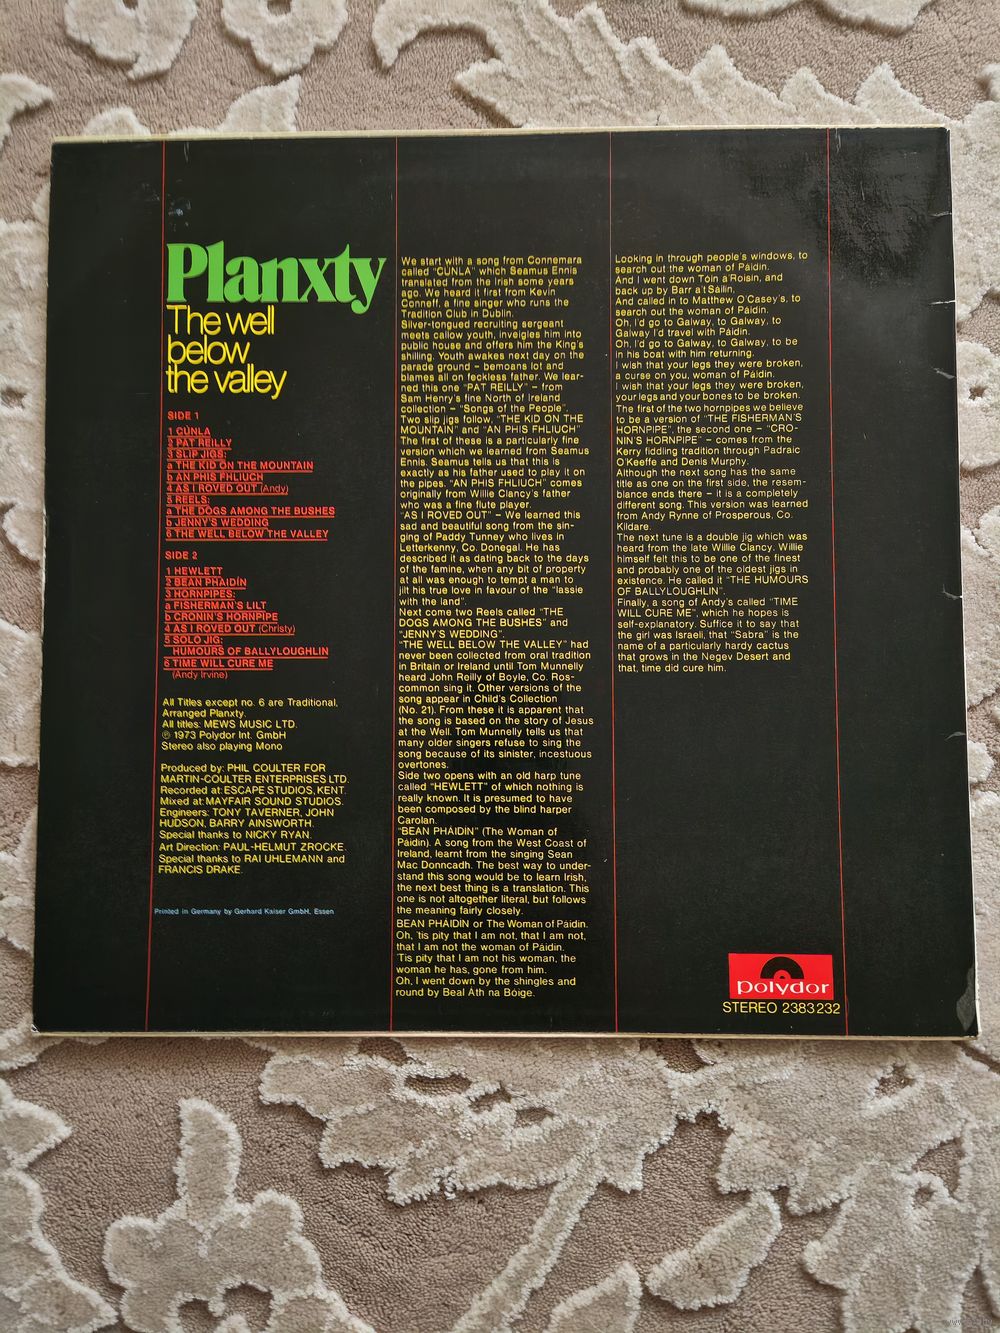 Planxty
The well
below
the valley
SIDE 1
1 CÚNLA
2 PAT REILLY
3 SLIP JIGS:
a THE KID ON THE MOUNTAIN
b AN PHIS FHLIUCH
4 AS I ROVED OUT (Andy)
5 REELS:
a THE DOGS AMONG THE BUSHES
b JENNY'S WEDDING
6 THE WELL BELOW THE VALLEY
SIDE 2
1 HEWLETT
2 BEAN PHÁIDÍN
3 HORNPIPES:
a FISHERMAN'S LILT
b CRONIN'S HORNPIPE
4 AS I ROVED OUT (Christy)
5 SOLO JIG:
HUMOURS OF BALLYLOUGHLIN
6 TIME WILL CURE ME
(Andy Irvine)
All Titles except no. 6 are Traditional,
Arranged Planxty.
All titles: MEWS MUSIC LTD.
℗ 1973 Polydor Int. GmbH
Stereo also playing Mono
Produced by: PHIL COULTER FOR
MARTIN-COULTER ENTERPRISES LTD.
Recorded at: ESCAPE STUDIOS, KENT.
Mixed at: MAYFAIR SOUND STUDIOS.
Engineers: TONY TAVERNER, JOHN
HUDSON, BARRY AINSWORTH.
Special thanks to NICKY RYAN.
Art Direction: PAUL-HELMUT ZROCKE.
Special thanks to RAI UHLEMANN and
FRANCIS DRAKE.
Printed in Germany by Gerhard Kaiser GmbH, Essen
We start with a song from Connemara
called "CÚNLA" which Seamus Ennis
translated from the Irish some years
ago. We heard it first from Kevin
Conneff, a fine singer who runs the
Tradition Club in Dublin.
Silver-tongued recruiting sergeant
meets callow youth, inveigles him into
public house and offers him the King's
shilling. Youth awakes next day on the
parade ground – bemoans lot and
blames all on feckless father. We lear-
ned this one "PAT REILLY" – from
Sam Henry's fine North of Ireland
collection – "Songs of the People".
Two slip jigs follow, "THE KID ON THE
MOUNTAIN" and "AN PHIS FHLIUCH"
The first of these is a particularly fine
version which we learned from Seamus
Ennis. Seamus tells us that this is
exactly as his father used to play it on
the pipes. "AN PHIS FHLIUCH" comes
originally from Willie Clancy's father
who was a fine flute player.
"AS I ROVED OUT" – We learned this
sad and beautiful song from the sin-
ging of Paddy Tunney who lives in
Letterkenny, Co. Donegal. He has
described it as dating back to the days
of the famine, when any bit of property
at all was enough to tempt a man to
jilt his true love in favour of the "lassie
with the land".
Next come two Reels called "THE
DOGS AMONG THE BUSHES" and
"JENNY'S WEDDING".
"THE WELL BELOW THE VALLEY" had
never been collected from oral tradition
in Britain or Ireland until Tom Munnelly
heard John Reilly of Boyle, Co. Ros-
common sing it. Other versions of the
song appear in Child's Collection
(No. 21). From these it is apparent that
the song is based on the story of Jesus
at the Well. Tom Munnelly tells us that
many older singers refuse to sing the
song because of its sinister, incestuous
overtones.
Side two opens with an old harp tune
called "HEWLETT" of which nothing is
really known. It is presumed to have
been composed by the blind harper
Carolan.
"BEAN PHÁIDÍN" (The Woman of
Páidín). A song from the West Coast of
Ireland, learnt from the singing Sean
Mac Donncadh. The best way to under-
stand this song would be to learn Irish,
the next best thing is a translation. This
one is not altogether literal, but follows
the meaning fairly closely.
BEAN PHÁIDÍN or The Woman of Páidín.
Oh, 'tis pity that I am not, that I am not,
that I am not the woman of Páidín.
'Tis pity that I am not his woman, the
woman he has, gone from him.
Oh, I went down by the shingles and
round by Beal Ath na Bóige.
Looking in through people's windows, to
search out the woman of Páidín.
And I went down Tóin a'Roisín, and
back up by Barr a't Sáilín,
And called in to Matthew O'Casey's, to
search out the woman of Páidín.
Oh, I'd go to Galway, to Galway, to
Galway I'd travel with Páidín.
Oh, I'd go to Galway, to Galway, to be
in his boat with him returning.
I wish that your legs they were broken,
a curse on you, woman of Páidín.
I wish that your legs they were broken,
your legs and your bones to be broken.
The first of the two hornpipes we believe
to be a version of "THE FISHERMAN'S
HORNPIPE", the second one – "CRO-
NIN'S HORNPIPE" – comes from the
Kerry fiddling tradition through Padraic
O'Keeffe and Denis Murphy.
Although the next song has the same
title as one on the first side, the resem-
blance ends there – it is a completely
different song. This version was learned
from Andy Rynne of Prosperous, Co.
Kildare.
The next tune is a double jig which was
heard from the late Willie Clancy. Willie
himself felt this to be one of the finest
and probably one of the oldest jigs in
existence. He called it "THE HUMOURS
OF BALLYLOUGHLIN".
Finally, a song of Andy's called "TIME
WILL CURE ME", which he hopes is
self-explanatory. Suffice it to say that
the girl was Israeli, that "Sabra" is the
name of a particularly hardy cactus
that grows in the Negev Desert and
that, time did cure him.
polydor
STEREO 2383 232